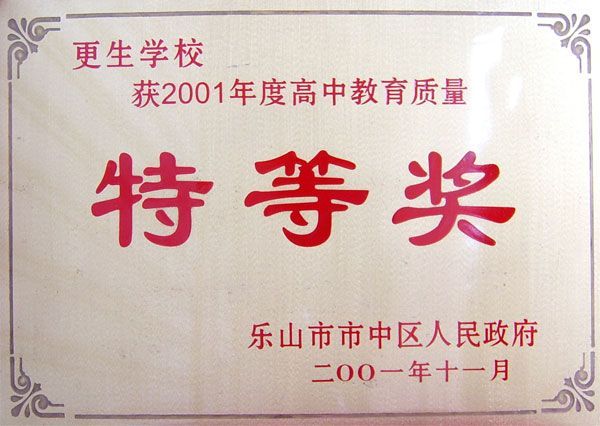 更生学校
获2001年度高中教育质量
特等奖
乐山市市中区人民政府
二〇〇一年十一月